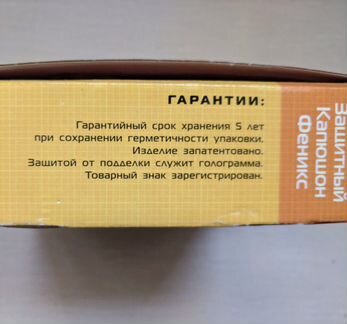 ГАРАНТИИ:
Гарантийный срок хранения 5 лет
при сохранении герметичности упаковки.
Изделие запатентовано.
Защитой от подделки служит голограмма.
Товарный знак зарегистрирован.
Защитный
Капюшон
Феникс